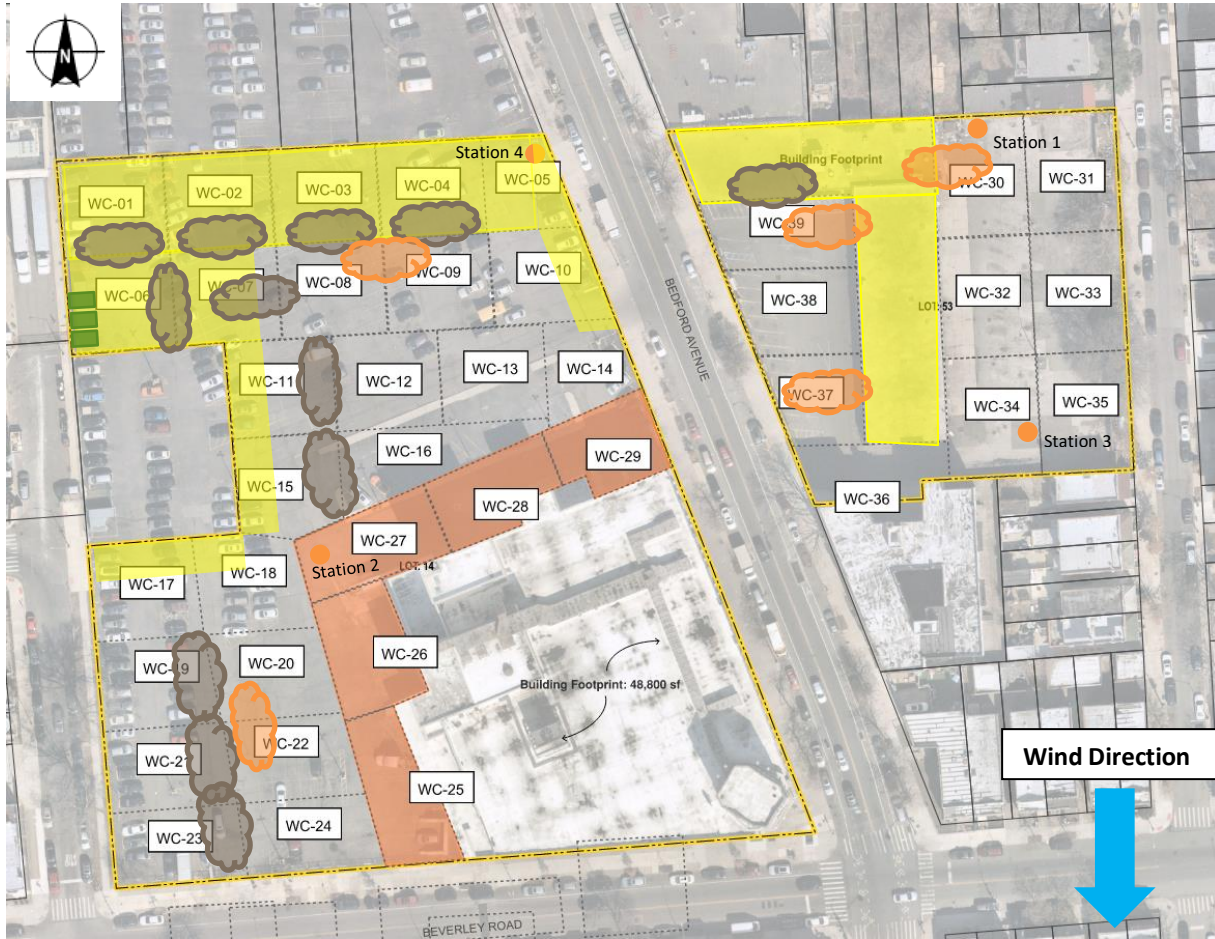 N
Station 4
Station 1
Building Footprint
WC-01
WC-02
WC-03
WC-04
WC-05
WC-30
WC-31
WC-39
WC-06
WC-07
WC-08
WC-09
WC-10
WC-38
WC-32
WC-33
LOT: 53
BEDFORD AVENUE
WC-11
WC-12
WC-13
WC-14
WC-37
WC-34
WC-35
Station 3
WC-15
WC-16
WC-29
WC-28
WC-36
WC-27
Station 2
LOT: 14
WC-17
WC-18
WC-19
WC-20
WC-26
Building Footprint: 48,800 sf
WC-2
WC-22
Wind Direction
WC-25
WC-23
WC-24
BEVERLEY ROAD